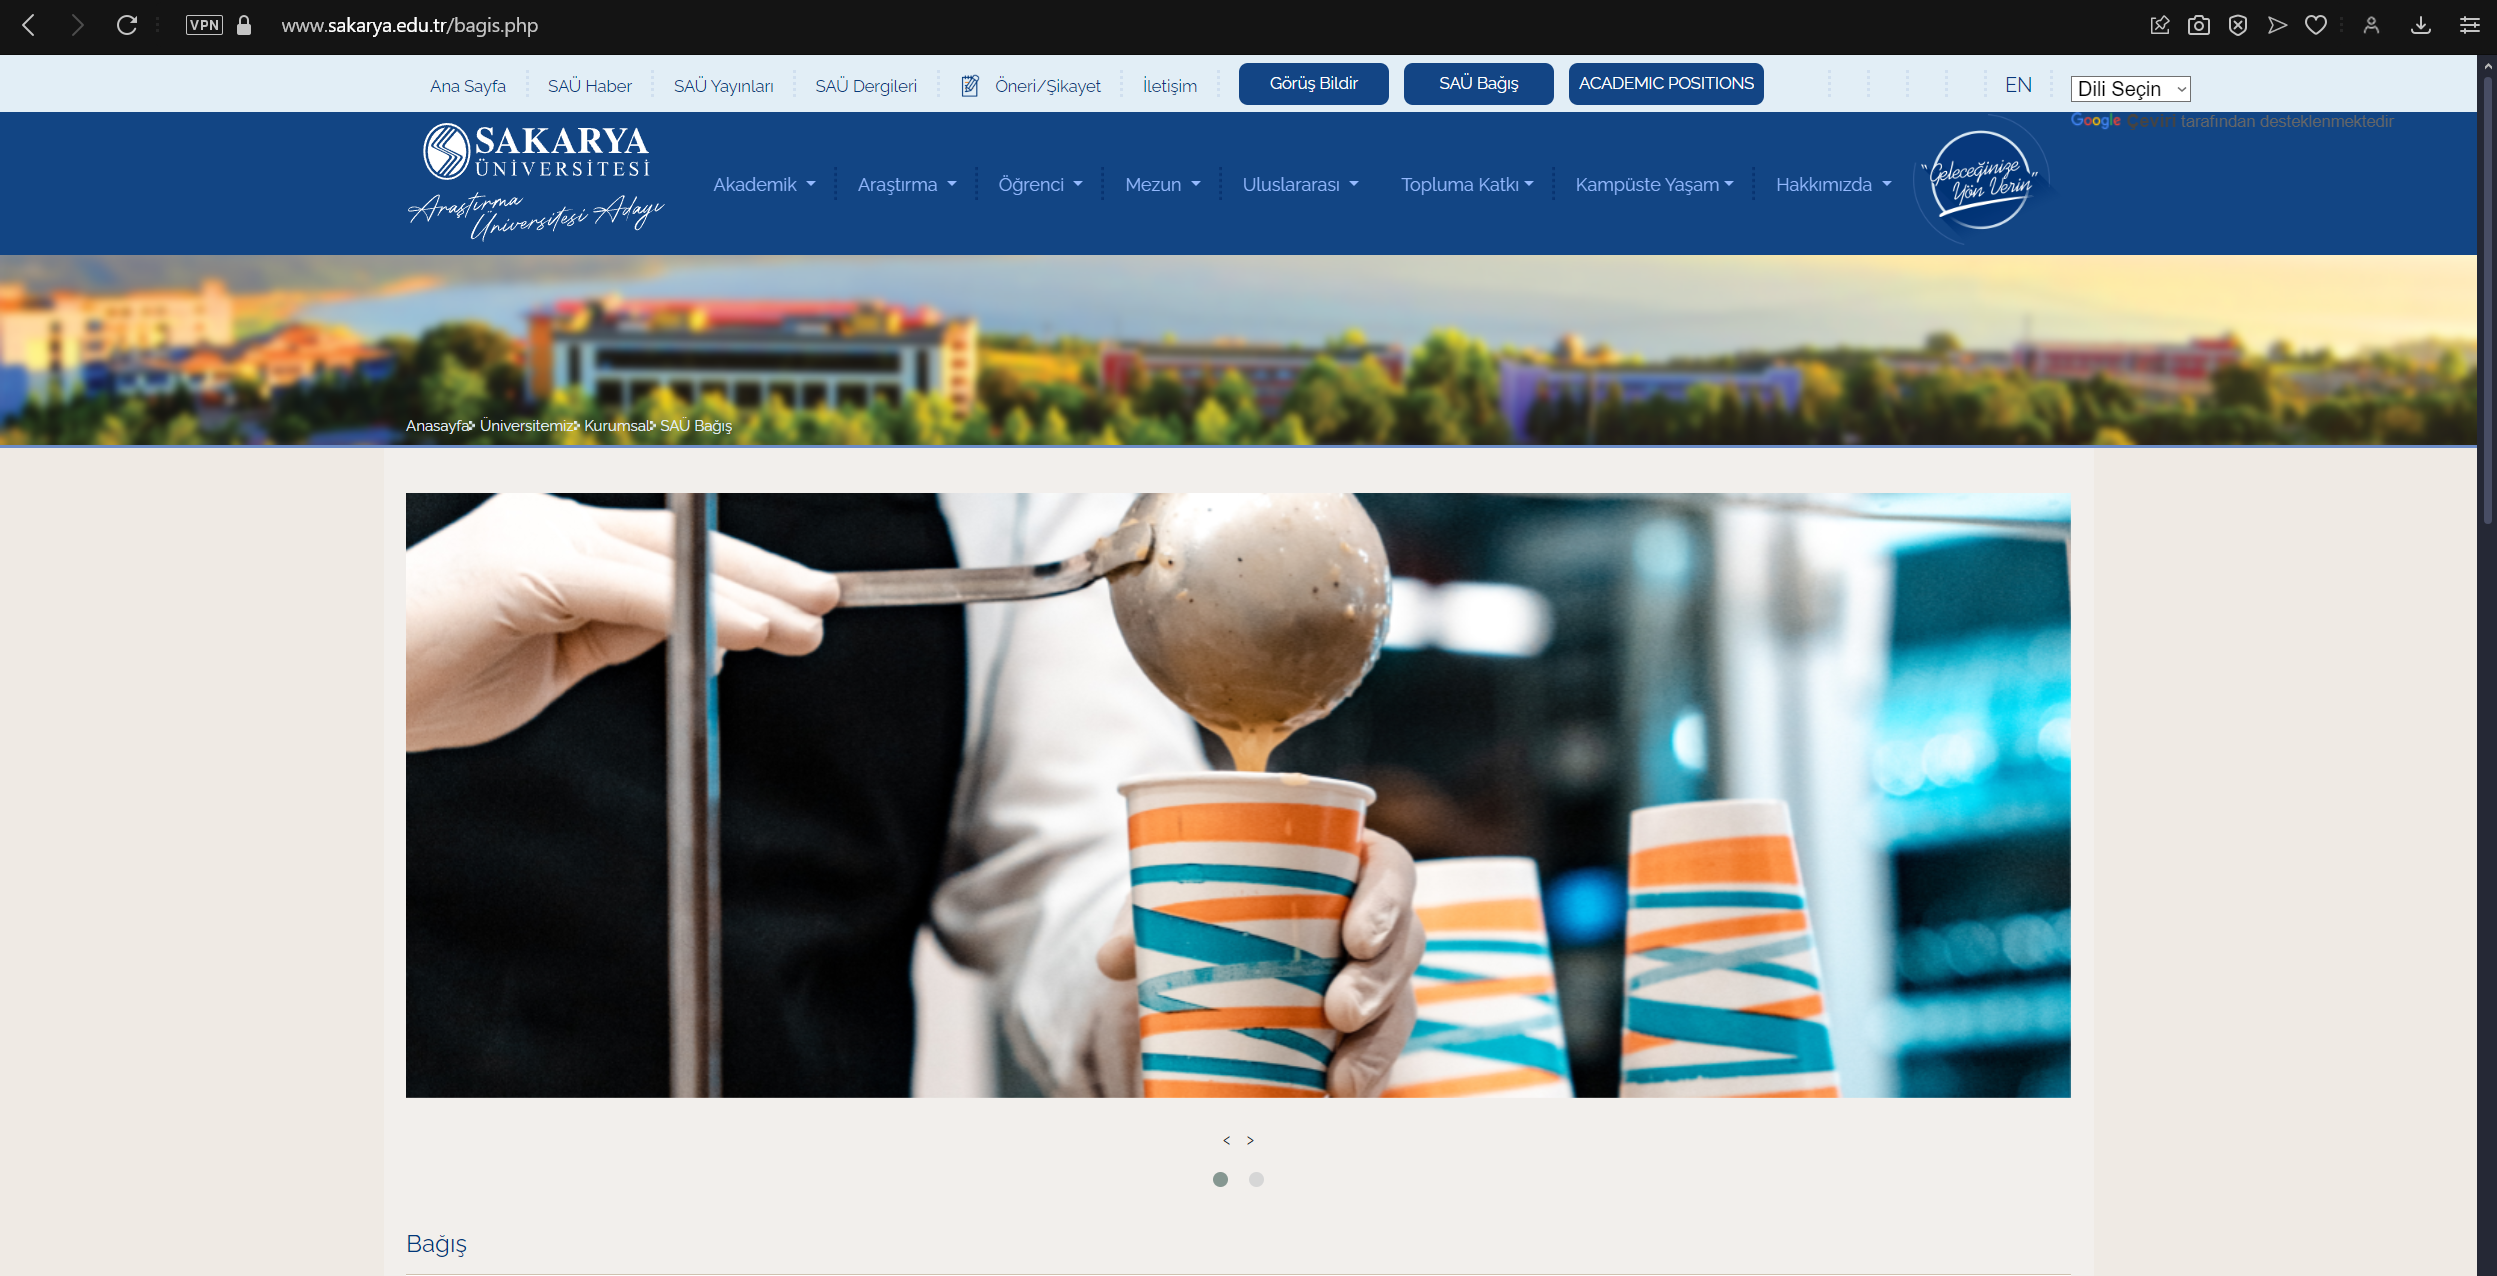 VPN
www.sakarya.edu.tr/bagis.php
Ana Sayfa
SAÜ Haber
SAÜ Yayınları
SAÜ Dergileri
Öneri/Şikayet
İletişim
Görüş Bildir
SAÜ Bağış
ACADEMIC POSITIONS
EN
Dili Seçin
Google Çeviri tarafından desteklenmektedir
SAKARYA
ÜNİVERSİTESİ
Araştırma
Üniversitesi Adayı
Akademik
Araştırma
Öğrenci
Mezun
Uluslararası
Topluma Katkı
Kampüste Yaşam
Hakkımızda
"Geleceğinize
Yön Verin"
Anasayfa Üniversitemiz Kurumsal SAÜ Bağış
< >
Bağış